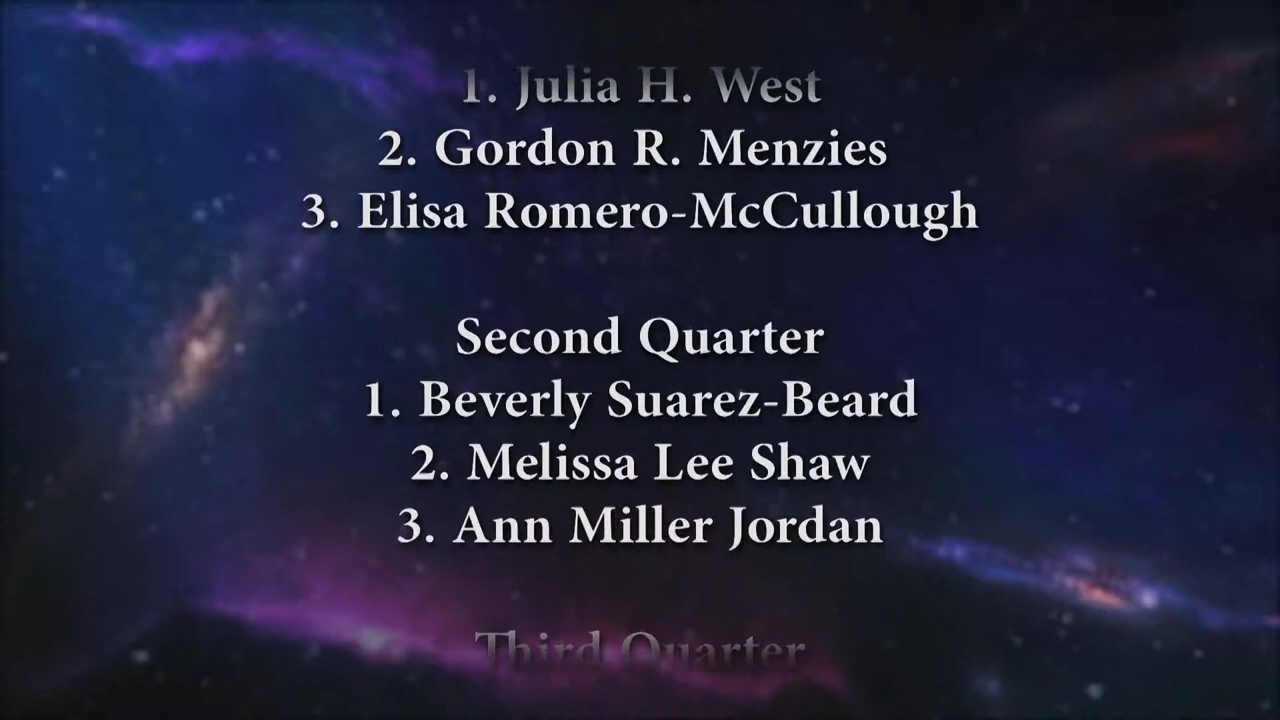 1. Julia H. West
2. Gordon R. Menzies
3. Elisa Romero-McCullough
Second Quarter
1. Beverly Suarez-Beard
2. Melissa Lee Shaw
3. Ann Miller Jordan
Third Quarter